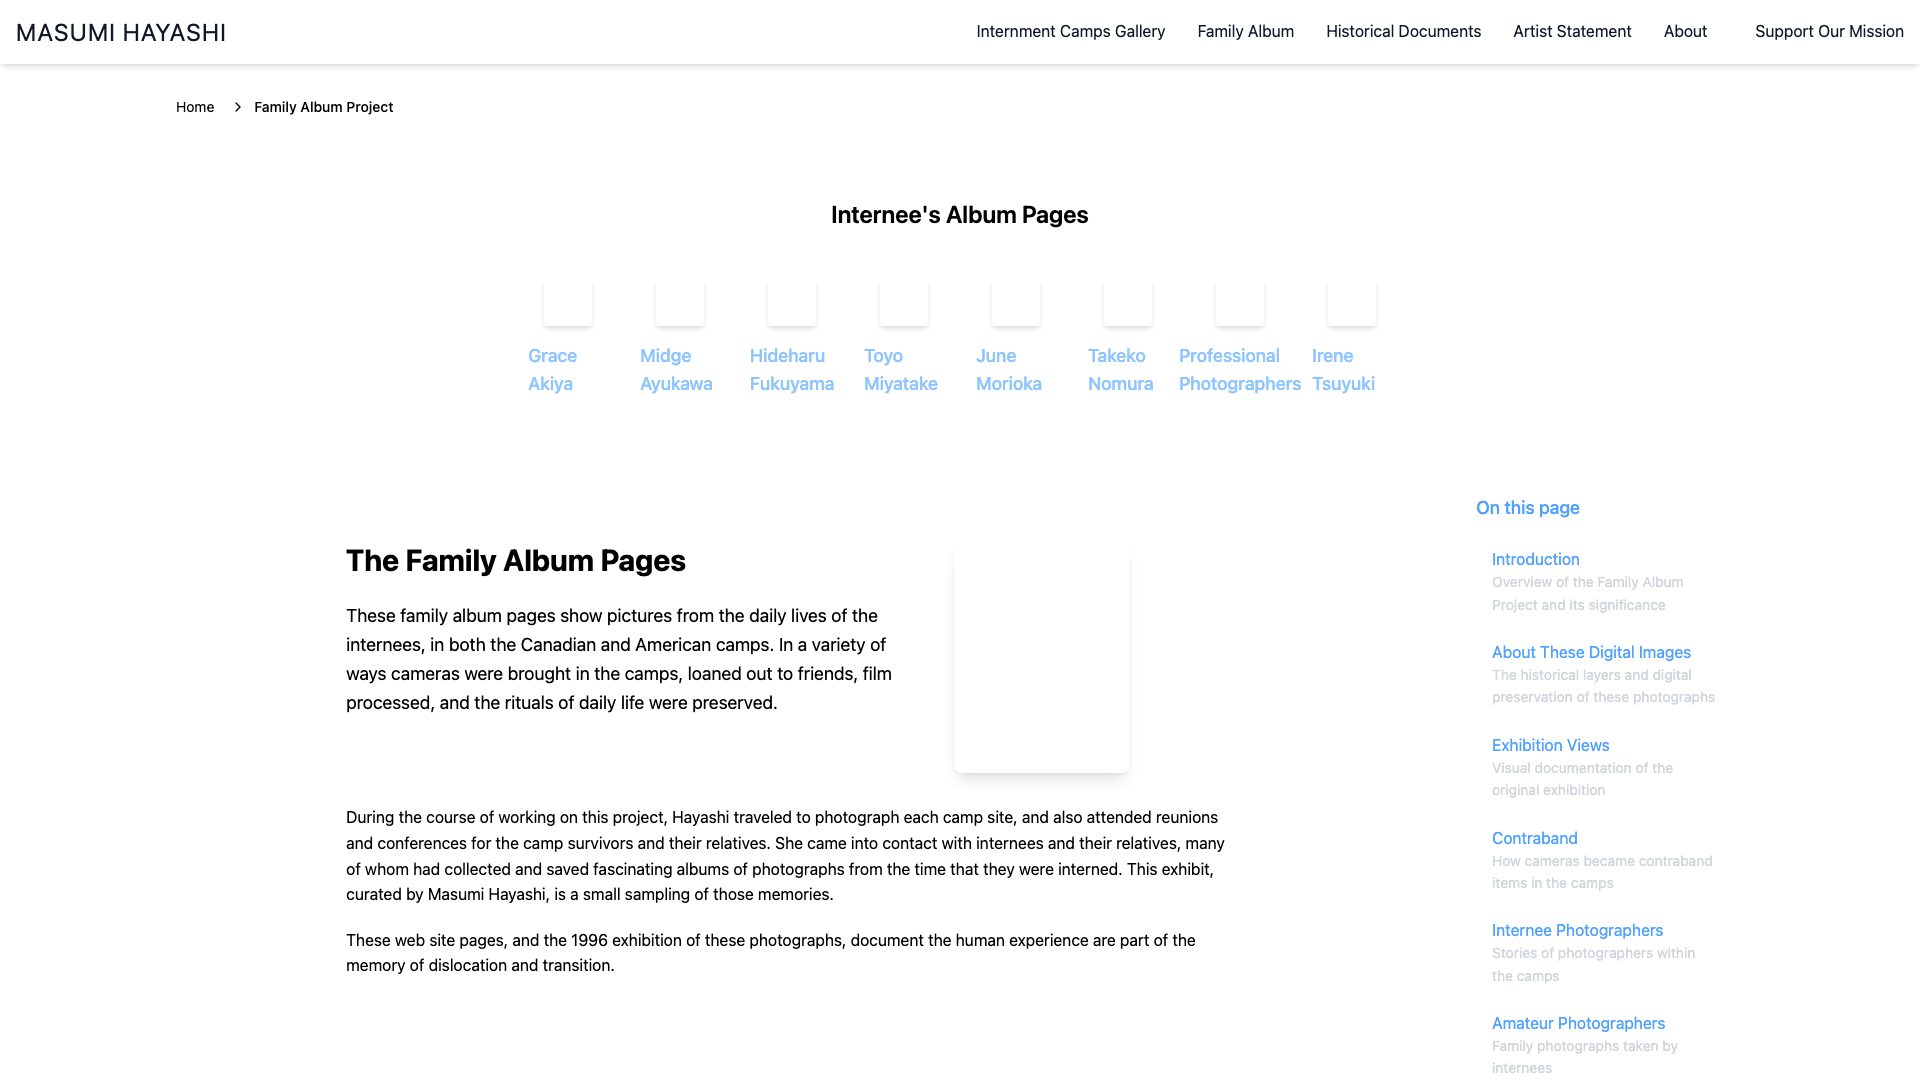 MASUMI HAYASHI
Internment Camps Gallery
Family Album
Historical Documents
Artist Statement
About
Support Our Mission
Home
Family Album Project
Internee's Album Pages
Grace
Akiya
Midge
Ayukawa
Hideharu
Fukuyama
Toyo
Miyatake
June
Morioka
Takeko
Nomura
Professional
Photographers
Irene
Tsuyuki
The Family Album Pages
These family album pages show pictures from the daily lives of the
internees, in both the Canadian and American camps. In a variety of
ways cameras were brought in the camps, loaned out to friends, film
processed, and the rituals of daily life were preserved.
During the course of working on this project, Hayashi traveled to photograph each camp site, and also attended reunions
and conferences for the camp survivors and their relatives. She came into contact with internees and their relatives, many
of whom had collected and saved fascinating albums of photographs from the time that they were interned. This exhibit,
curated by Masumi Hayashi, is a small sampling of those memories.
These web site pages, and the 1996 exhibition of these photographs, document the human experience are part of the
memory of dislocation and transition.
On this page
Introduction
Overview of the Family Album
Project and its significance
About These Digital Images
The historical layers and digital
preservation of these photographs
Exhibition Views
Visual documentation of the
original exhibition
Contraband
How cameras became contraband
items in the camps
Internee Photographers
Stories of photographers within
the camps
Amateur Photographers
Family photographs taken by
internees